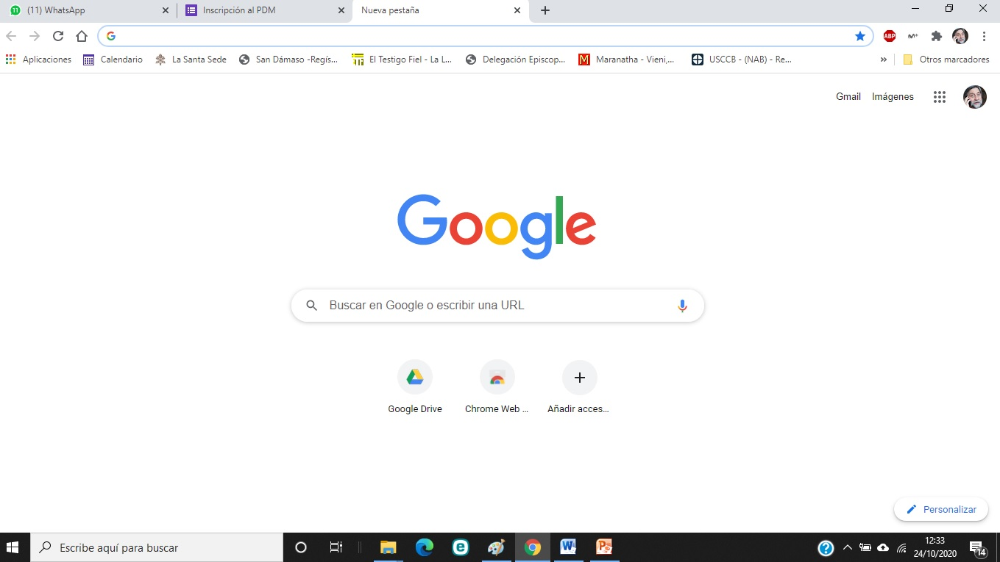 (11) WhatsApp
Inscripción al PDM
Nueva pestaña
ABP
M+
Aplicaciones
Calendario
La Santa Sede
San Dámaso -Regís...
El Testigo Fiel - La L...
Delegación Episcop...
Maranatha - Vieni,...
USCCB - (NAB) - Re...
»
Otros marcadores
Gmail
Imágenes
Google
Buscar en Google o escribir una URL
Google Drive
Chrome Web ...
Añadir acces...
Personalizar
Escribe aquí para buscar
12:33
24/10/2020
14